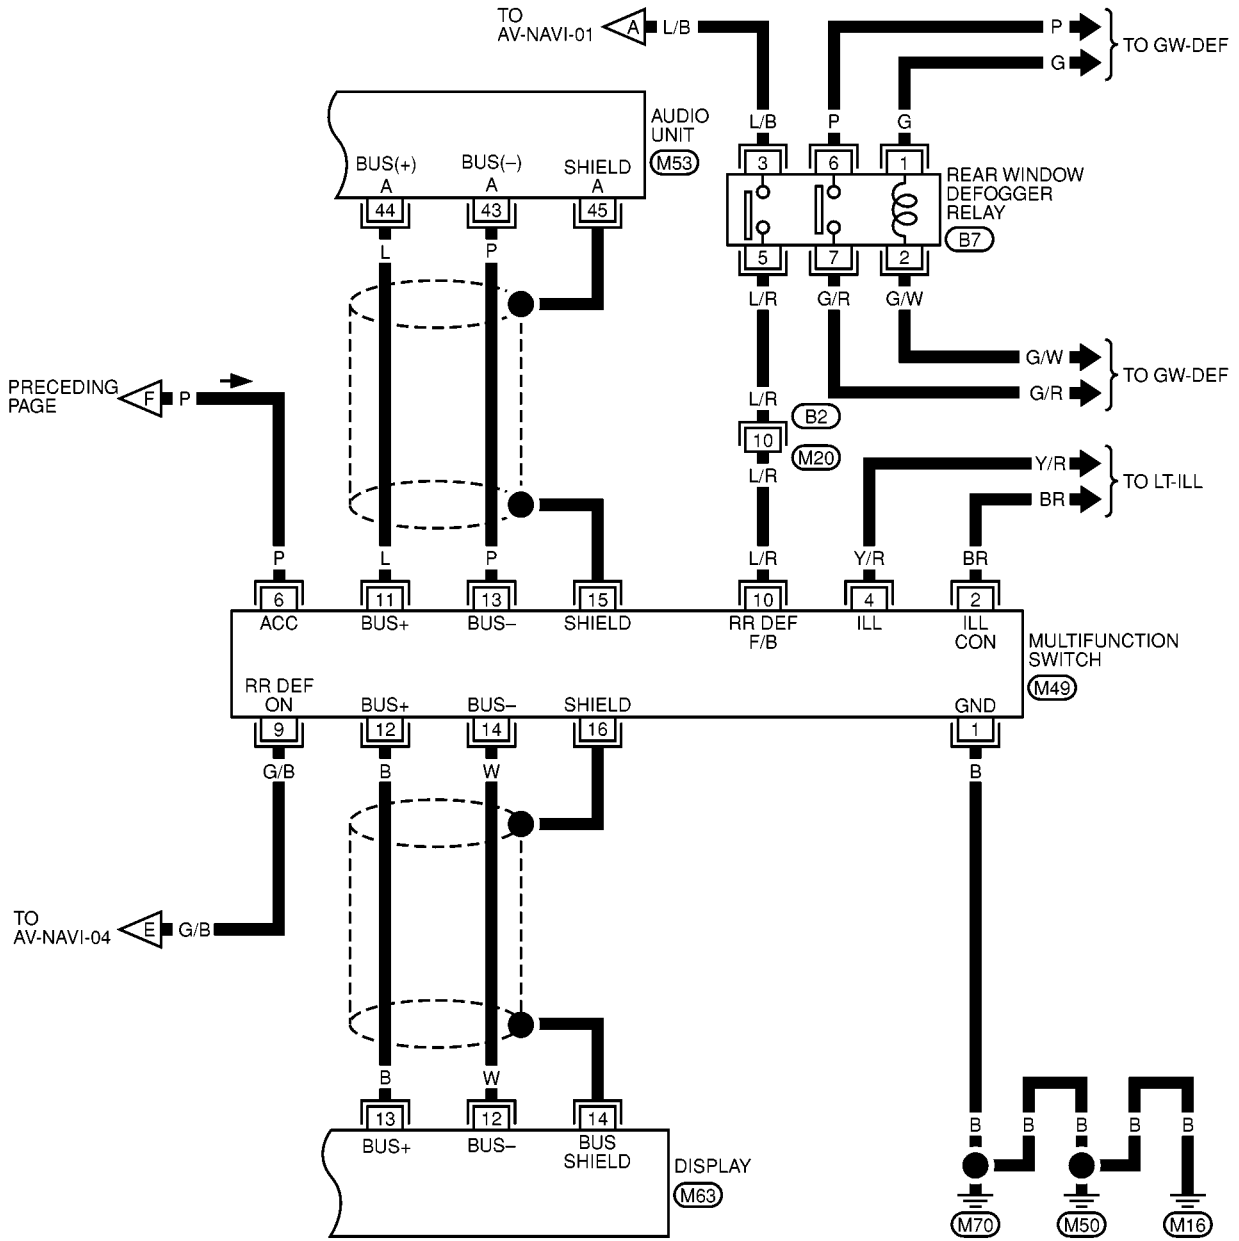 TO
AV-NAVI-01
A
L/B
P
G
TO GW-DEF
AUDIO
UNIT
M53
BUS(+)
A
BUS(–)
A
SHIELD
A
44
43
45
L
P
L/B
P
G
3
6
1
REAR WINDOW
DEFOGGER
RELAY
B7
5
7
2
L/R
G/R
G/W
G/W
G/R
TO GW-DEF
PRECEDING
PAGE
F
P
L/R
B2
10
M20
L/R
Y/R
BR
TO LT-ILL
P
L
P
L/R
Y/R
BR
6
11
13
15
10
4
2
ACC
BUS+
BUS–
SHIELD
RR DEF
F/B
ILL
ILL
CON
MULTIFUNCTION
SWITCH
M49
RR DEF
ON
BUS+
BUS–
SHIELD
GND
9
12
14
16
1
G/B
B
W
B
TO
AV-NAVI-04
E
G/B
B
W
13
12
14
BUS+
BUS–
BUS
SHIELD
DISPLAY
M63
B
B
B
B
B
M70
M50
M16